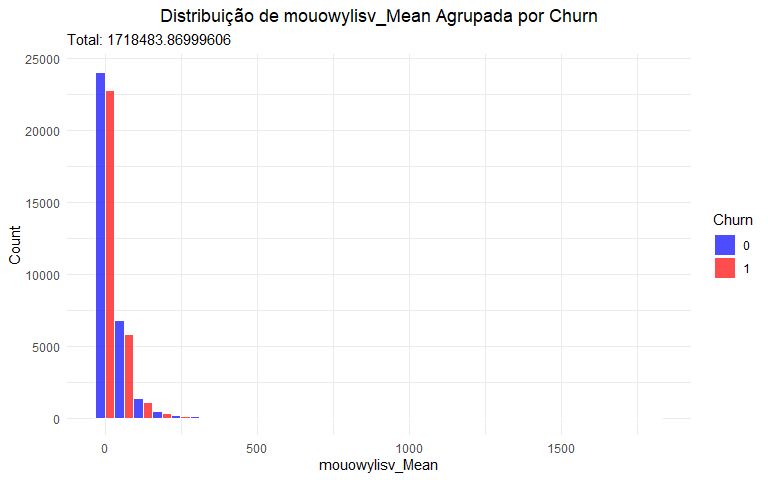 Distribuição de mouowylisv_Mean Agrupada por Churn
Total: 1718483.86999606
25000
20000
15000
10000
5000
0
Count
0
500
1000
1500
mouowylisv_Mean
Churn
0
1